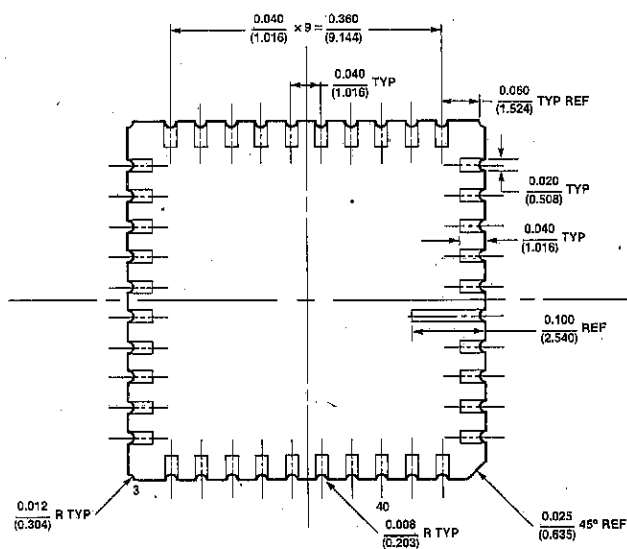 0.040 × 9 = 0.360
(1.016) (9.144)
0.040 TYP
(1.016)
0.060 TYP REF
(1.524)
0.020 TYP
(0.508)
0.040 TYP
(1.016)
0.100 REF
(2.540)
3
40
0.012 R TYP
(0.304)
0.008 R TYP
(0.203)
0.025 45° REF
(0.635)